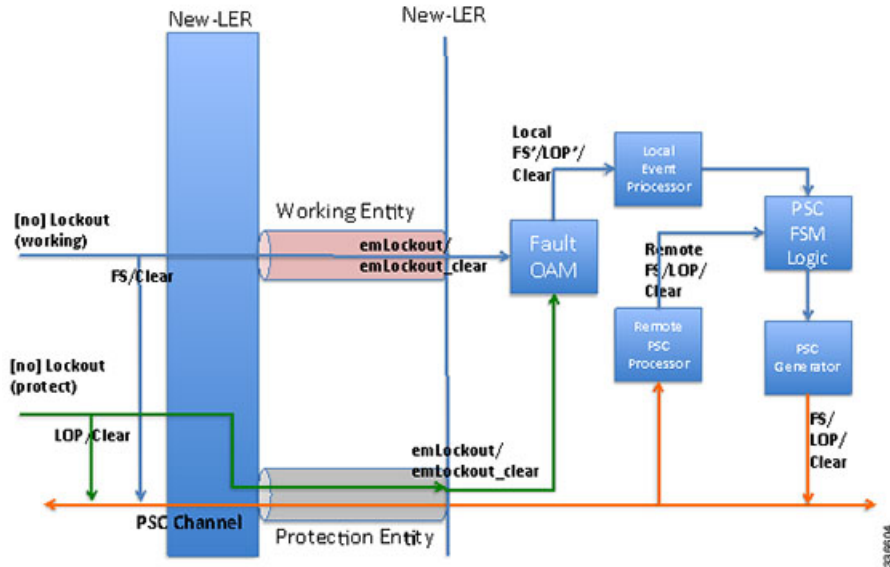 New-LER
New-LER
Local
FS'/LOP'/
Clear
Local
Event
Priocessor
[no] Lockout
(working)
Working Entity
emLockout/
emLockout_clear
FS/Clear
Fault
OAM
Remote
FS/LOP/
Clear
PSC
FSM
Logic
Remote
PSC
Processor
PSC
Generator
[no] Lockout
(protect)
LOP/Clear
emLockout/
emLockout_clear
FS/
LOP/
Clear
PSC Channel
Protection Entity
336604